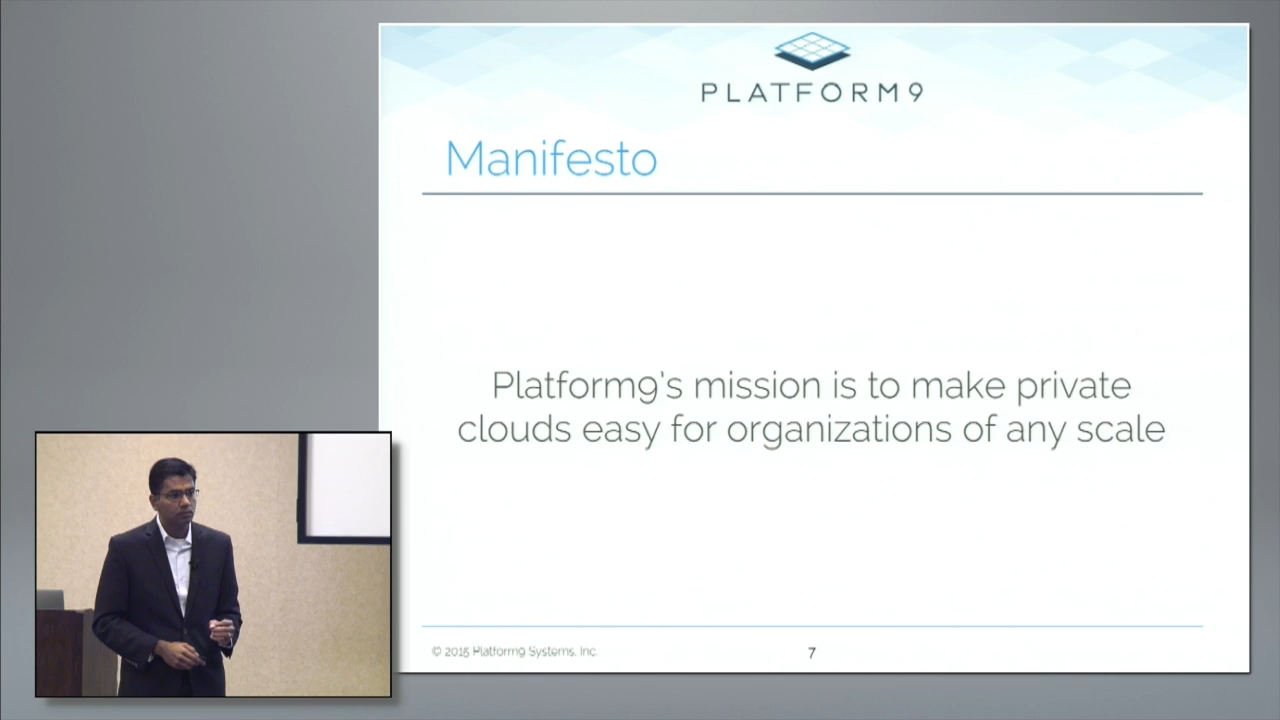 PLATFORM9
Manifesto
Platform9's mission is to make private
clouds easy for organizations of any scale
© 2015 Platform9 Systems, Inc
7